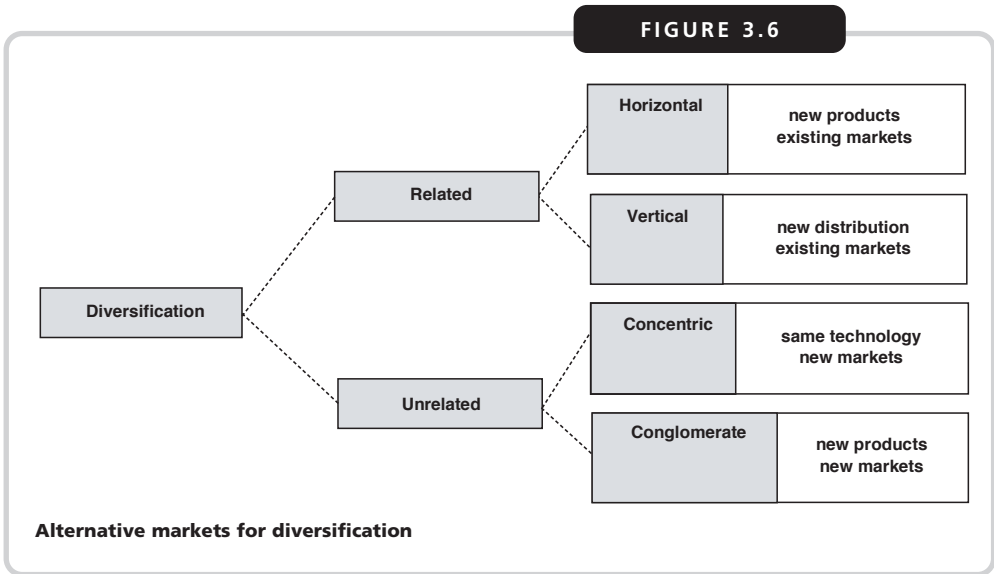 FIGURE 3.6
Horizontal
new products
existing markets
Related
Vertical
new distribution
existing markets
Diversification
Concentric
same technology
new markets
Unrelated
Conglomerate
new products
new markets
Alternative markets for diversification